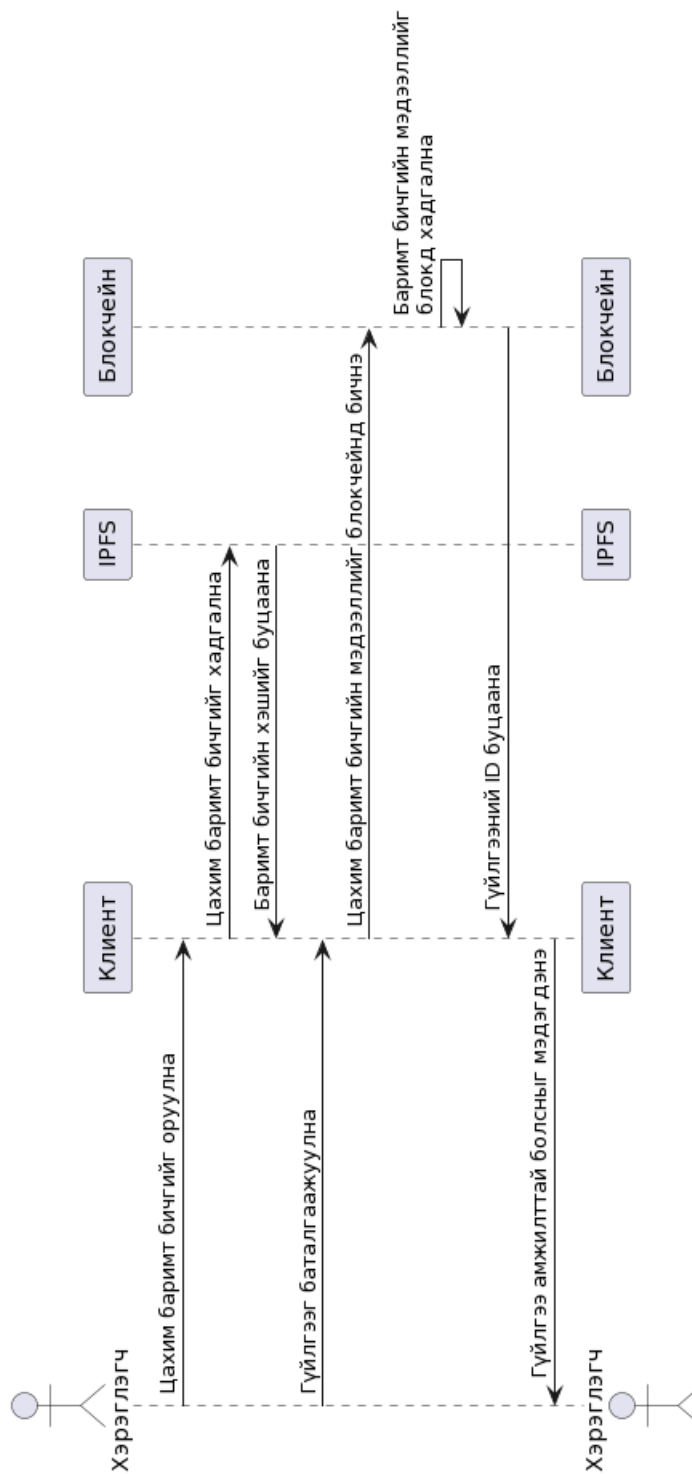 Хэрэглэгч
Клиент
IPFS
Блокчейн
Цахим баримт бичгийг оруулна
Цахим баримт бичгийг хадгална
Баримт бичгийн хэшийг буцаана
Гүйлгээг баталгаажуулна
Цахим баримт бичгийн мэдээллийг блокчейнд бичнэ
Баримт бичгийн мэдээллийг
блокд хадгална
Гүйлгээний ID буцаана
Гүйлгээ амжилттай болсныг мэдэгдэнэ
Хэрэглэгч
Клиент
IPFS
Блокчейн